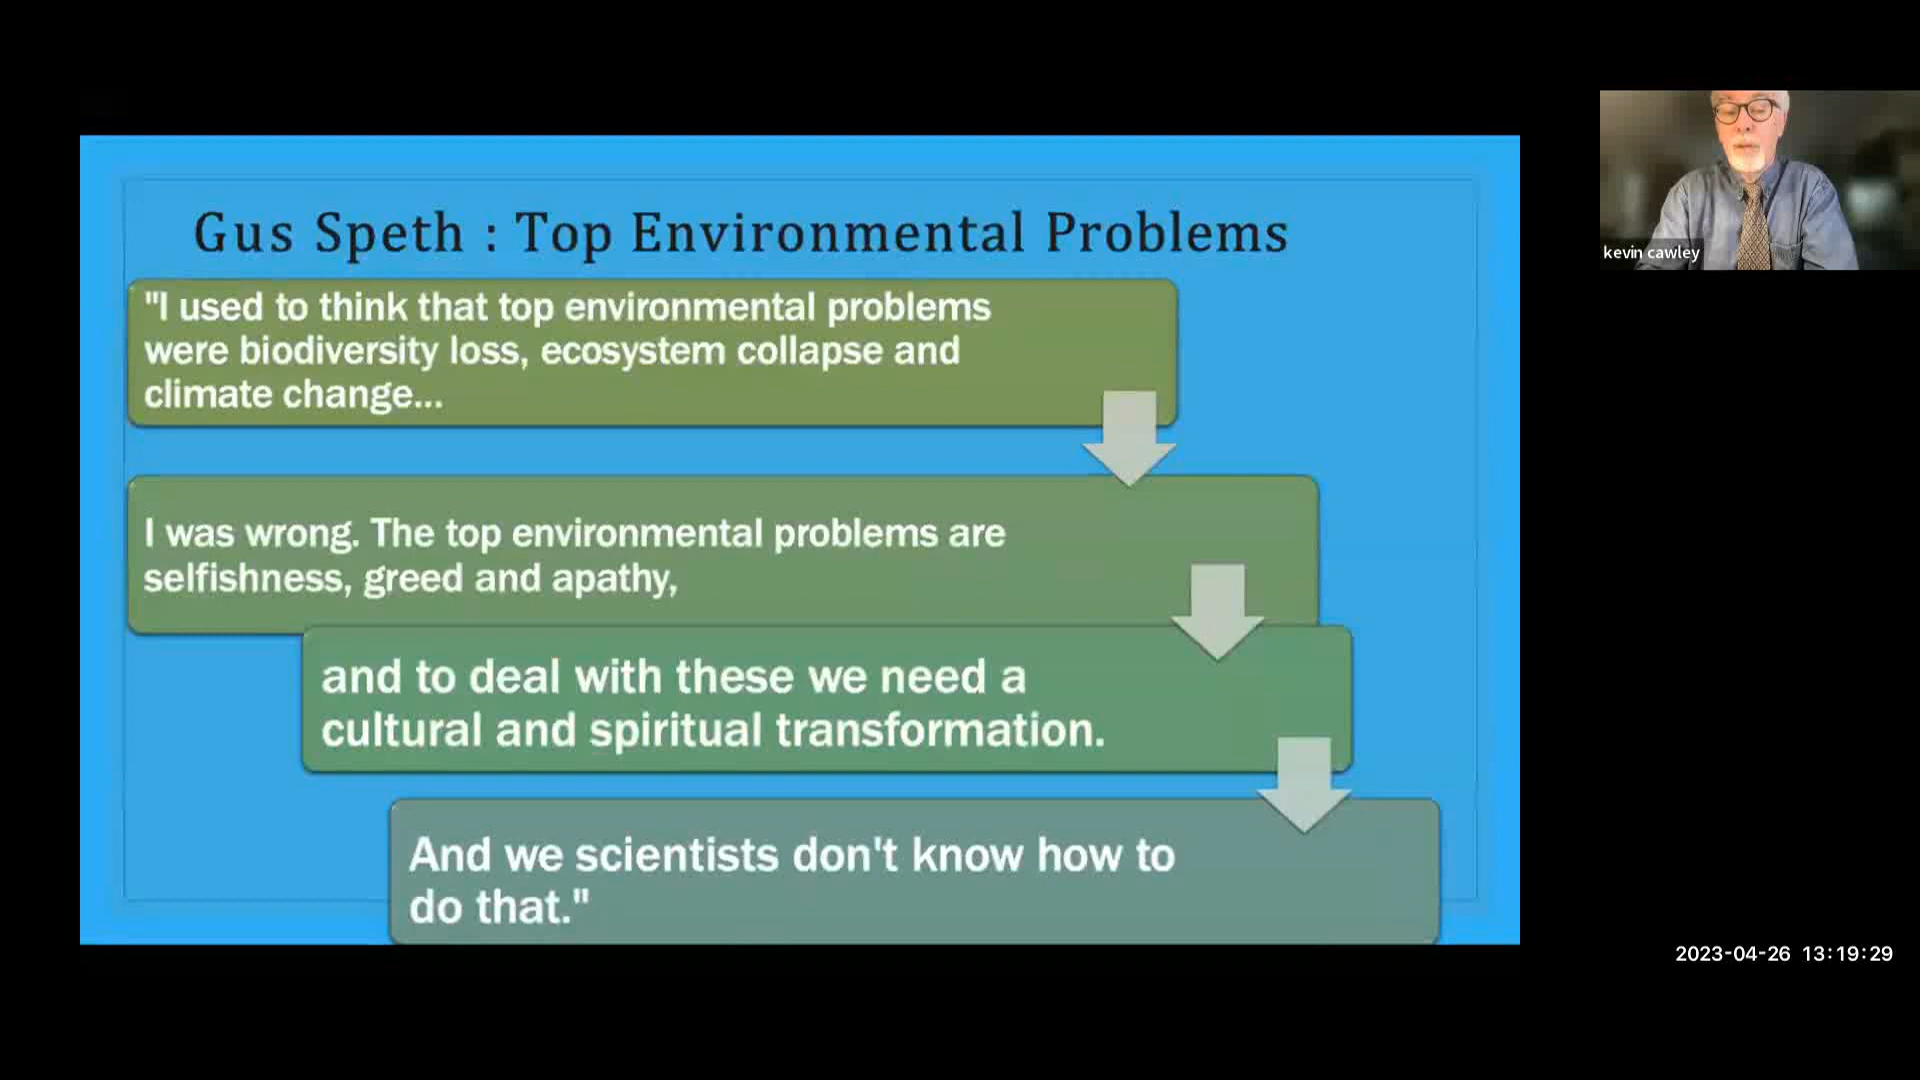 Gus Speth : Top Environmental Problems
"I used to think that top environmental problems
were biodiversity loss, ecosystem collapse and
climate change...
I was wrong. The top environmental problems are
selfishness, greed and apathy,
and to deal with these we need a
cultural and spiritual transformation.
And we scientists don't know how to
do that."
kevin cawley
2023-04-26 13:19:29